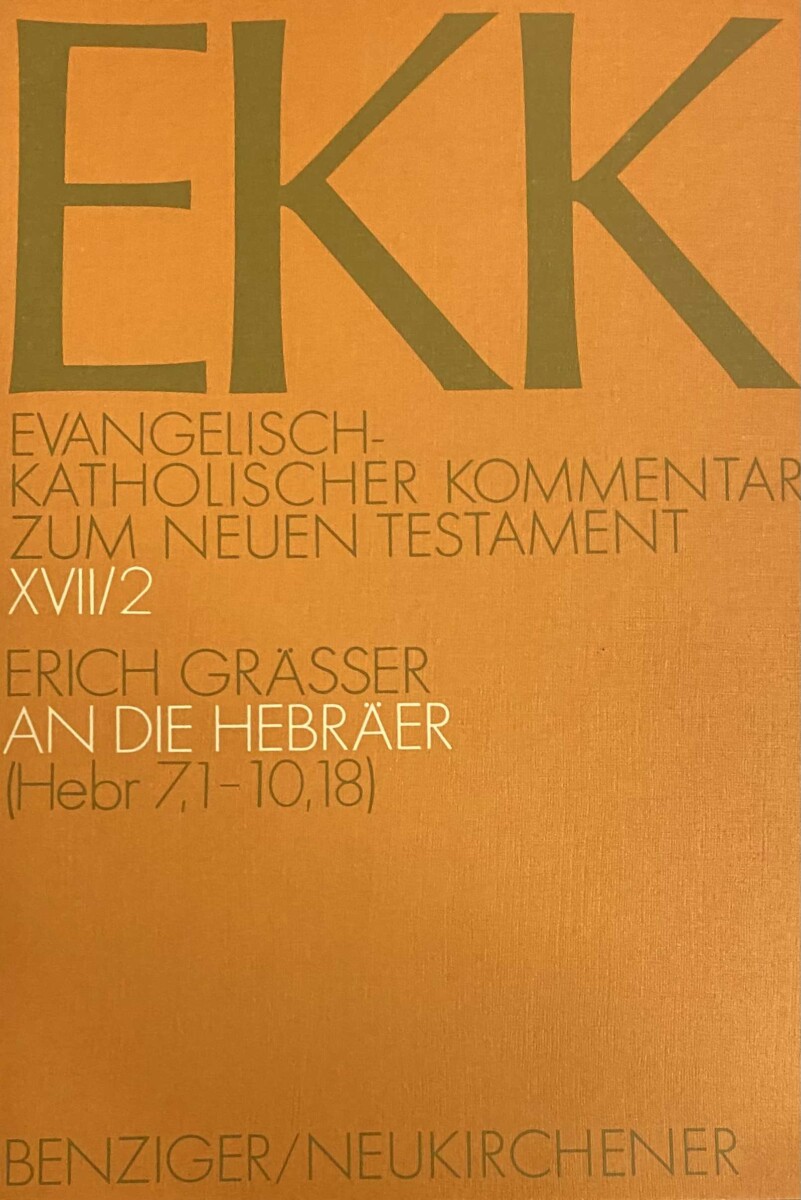 EKK
EVANGELISCH-
KATHOLISCHER KOMMENTAR
ZUM NEUEN TESTAMENT
XVII/2
ERICH GRÄSSER
AN DIE HEBRÄER
(Hebr 7,1–10,18)
BENZIGER/NEUKIRCHENER